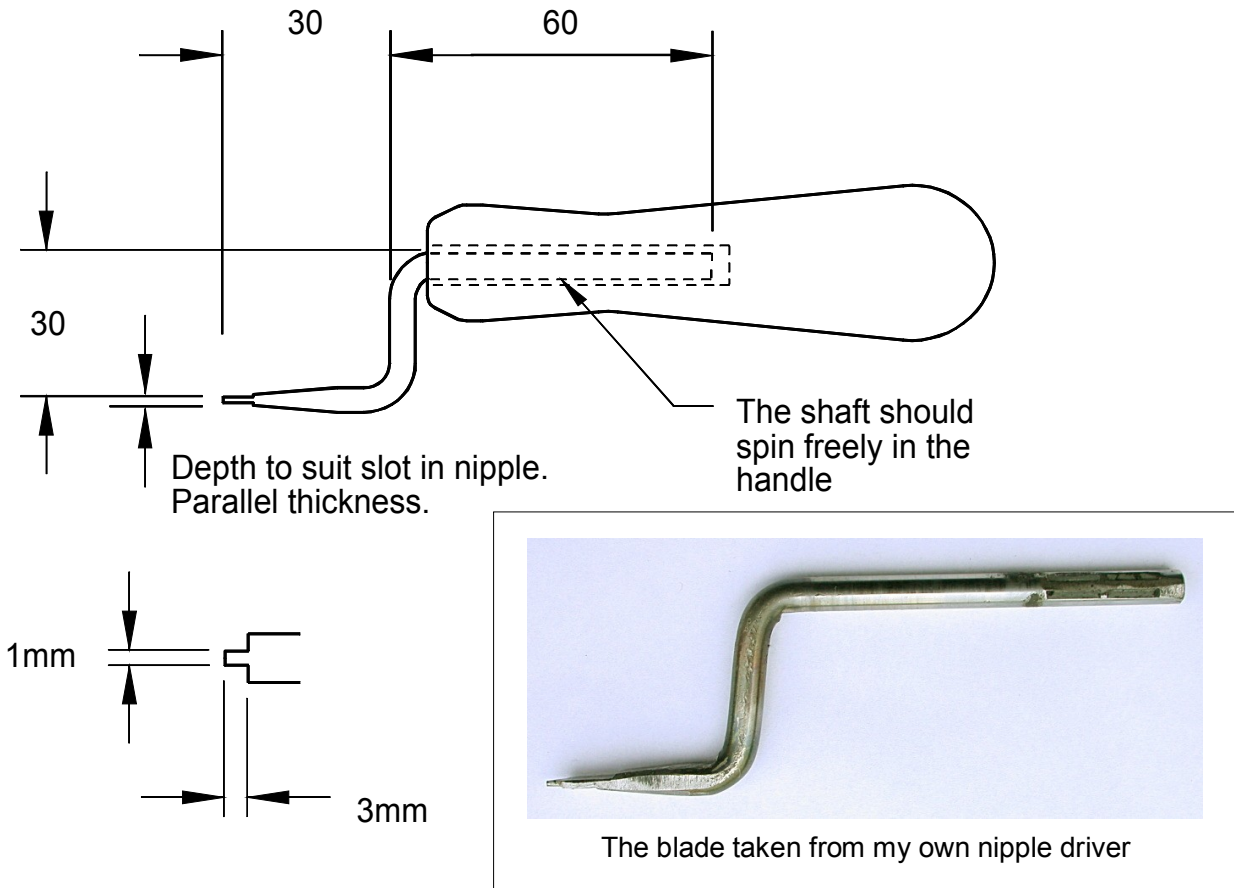 30
60
30
The shaft should
spin freely in the
handle
Depth to suit slot in nipple.
Parallel thickness.
1mm
3mm
The blade taken from my own nipple driver